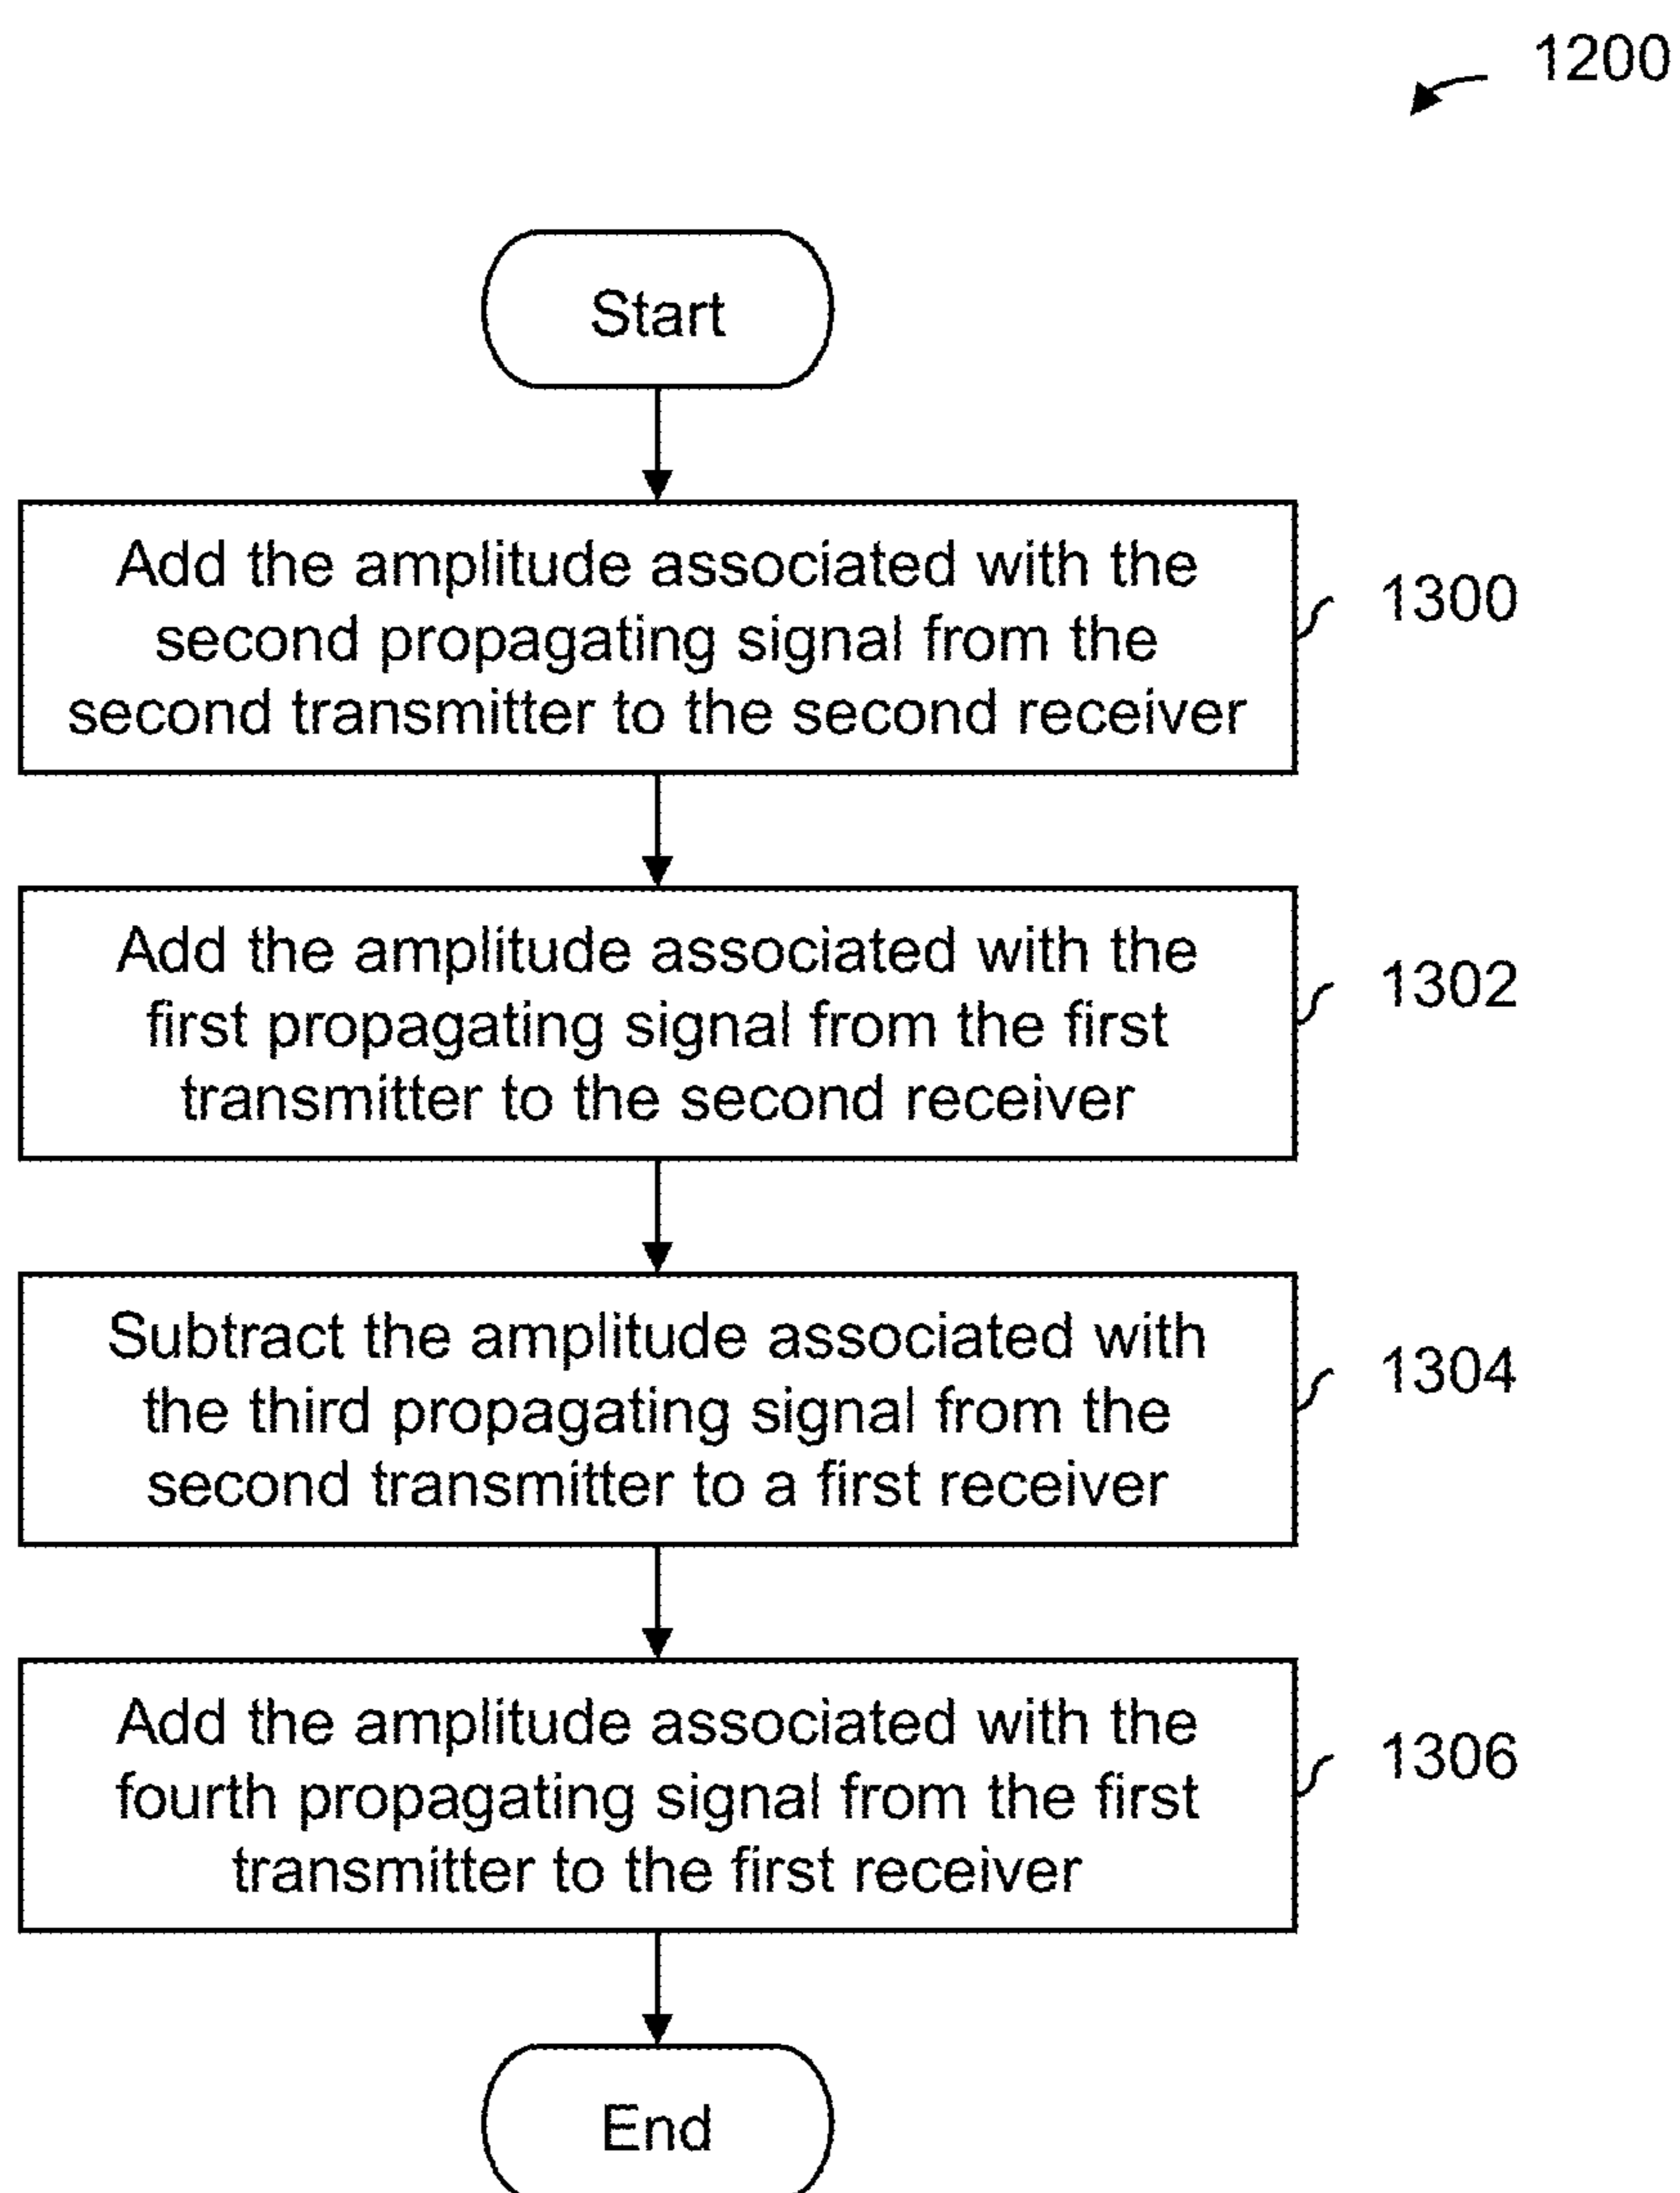 1200
Start
Add the amplitude associated with the
second propagating signal from the
second transmitter to the second receiver
1300
Add the amplitude associated with the
first propagating signal from the first
transmitter to the second receiver
1302
Subtract the amplitude associated with
the third propagating signal from the
second transmitter to a first receiver
1304
Add the amplitude associated with the
fourth propagating signal from the first
transmitter to the first receiver
1306
End